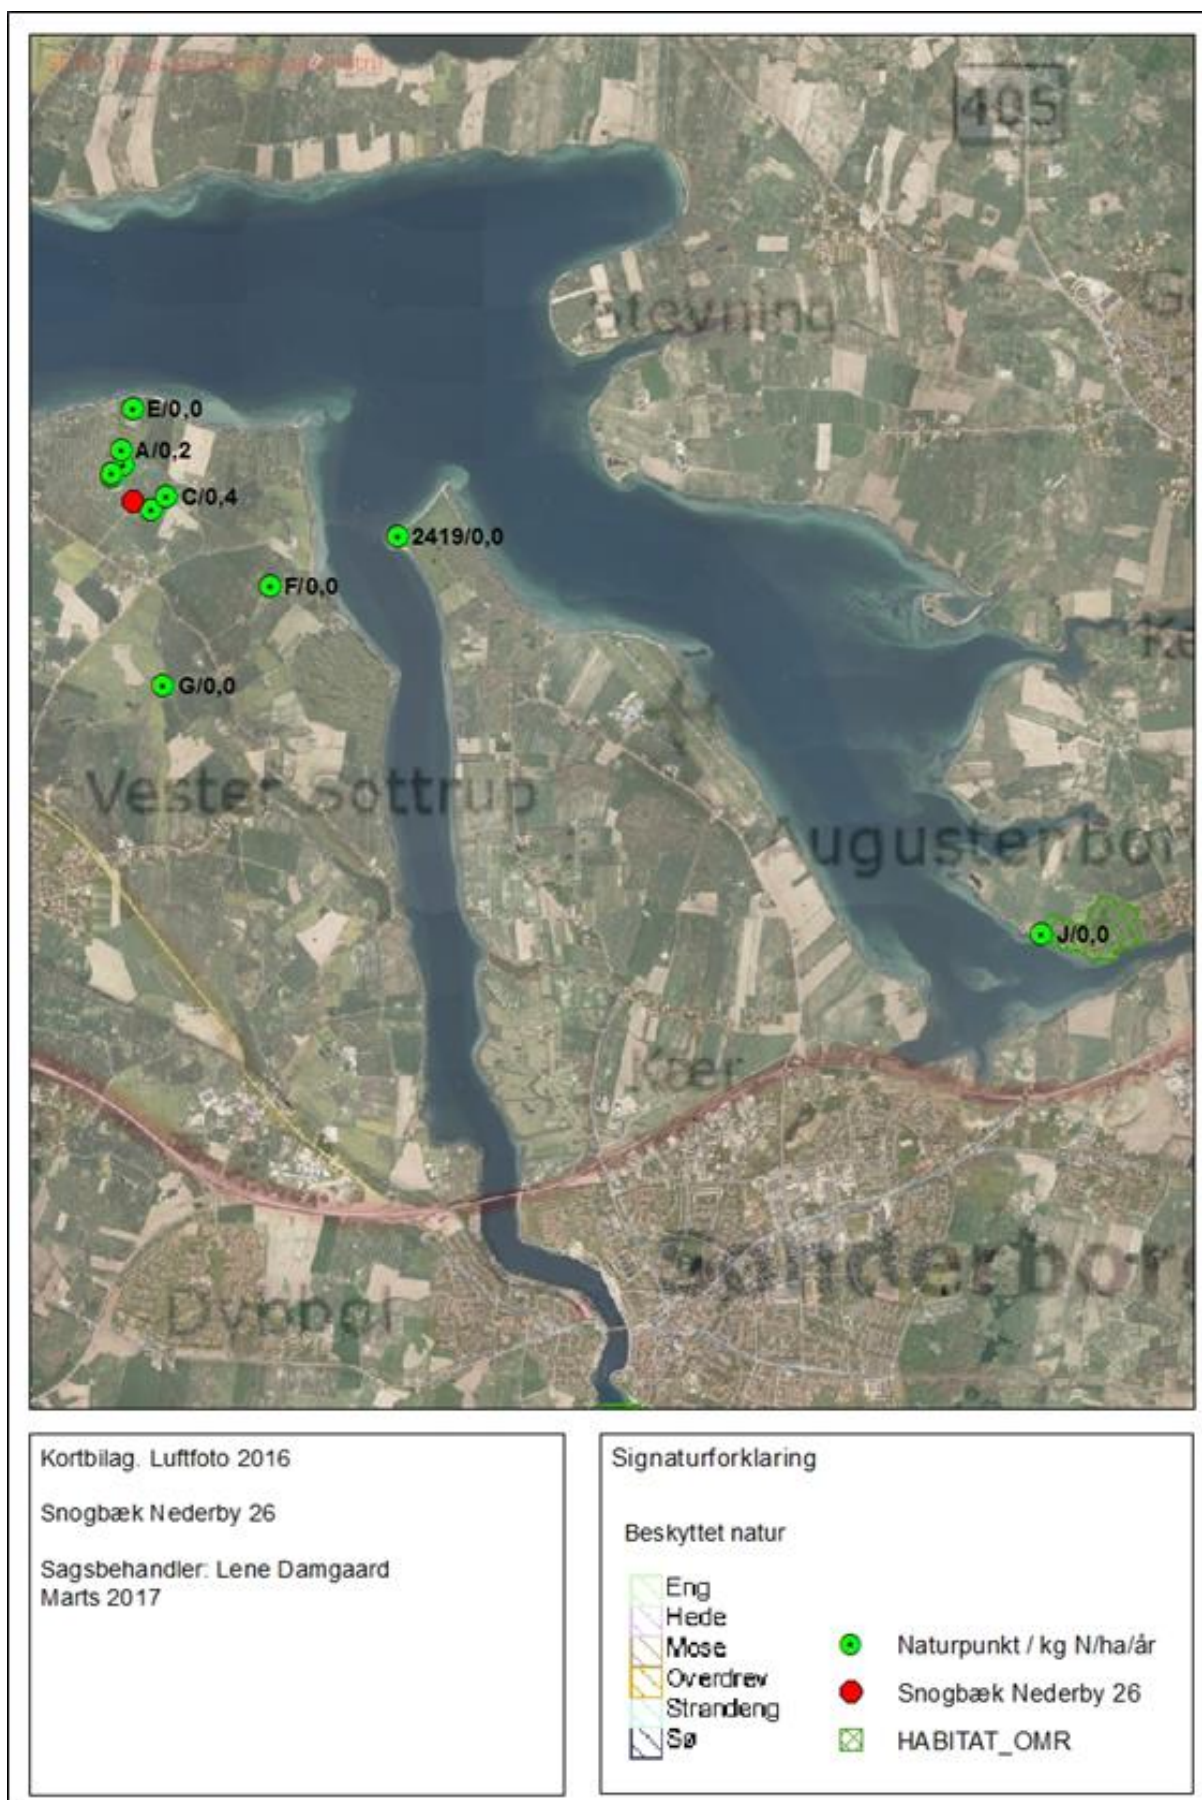 405
Stevning
E/0,0
A/0,2
C/0,4
2419/0,0
F/0,0
G/0,0
Vester Sottrup
Augustenbor
J/0,0
Kær
Sønderborg
Dybbøl
Kortbilag. Luftfoto 2016
Snogbæk Nederby 26
Sagsbehandler: Lene Damgaard
Marts 2017
Signaturforklaring
Beskyttet natur
Eng
Hede
Mose
Overdrev
Strandeng
Sø
Naturpunkt / kg N/ha/år
Snogbæk Nederby 26
HABITAT_OMR